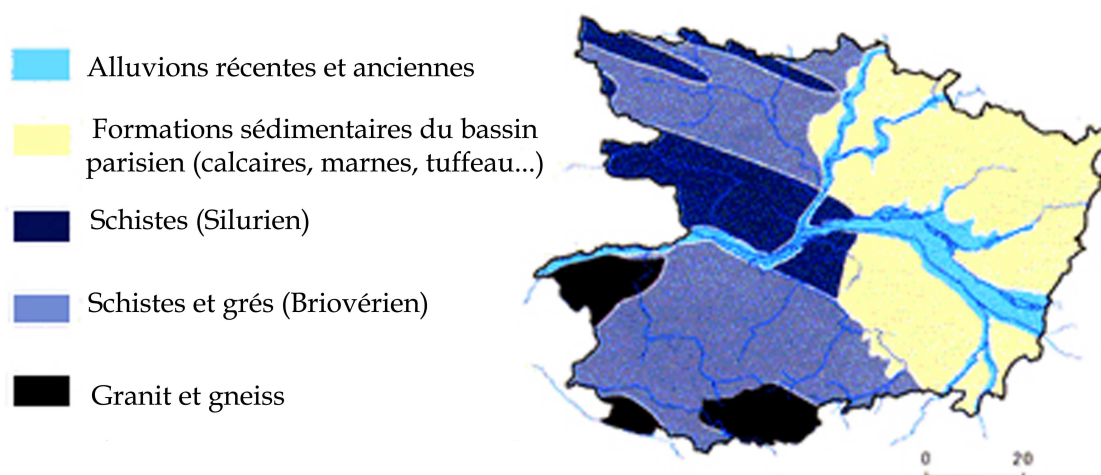 Alluvions récentes et anciennes
Formations sédimentaires du bassin
parisien (calcaires, marnes, tuffeau...)
Schistes (Silurien)
Schistes et grés (Briovérien)
Granit et gneiss
0 20